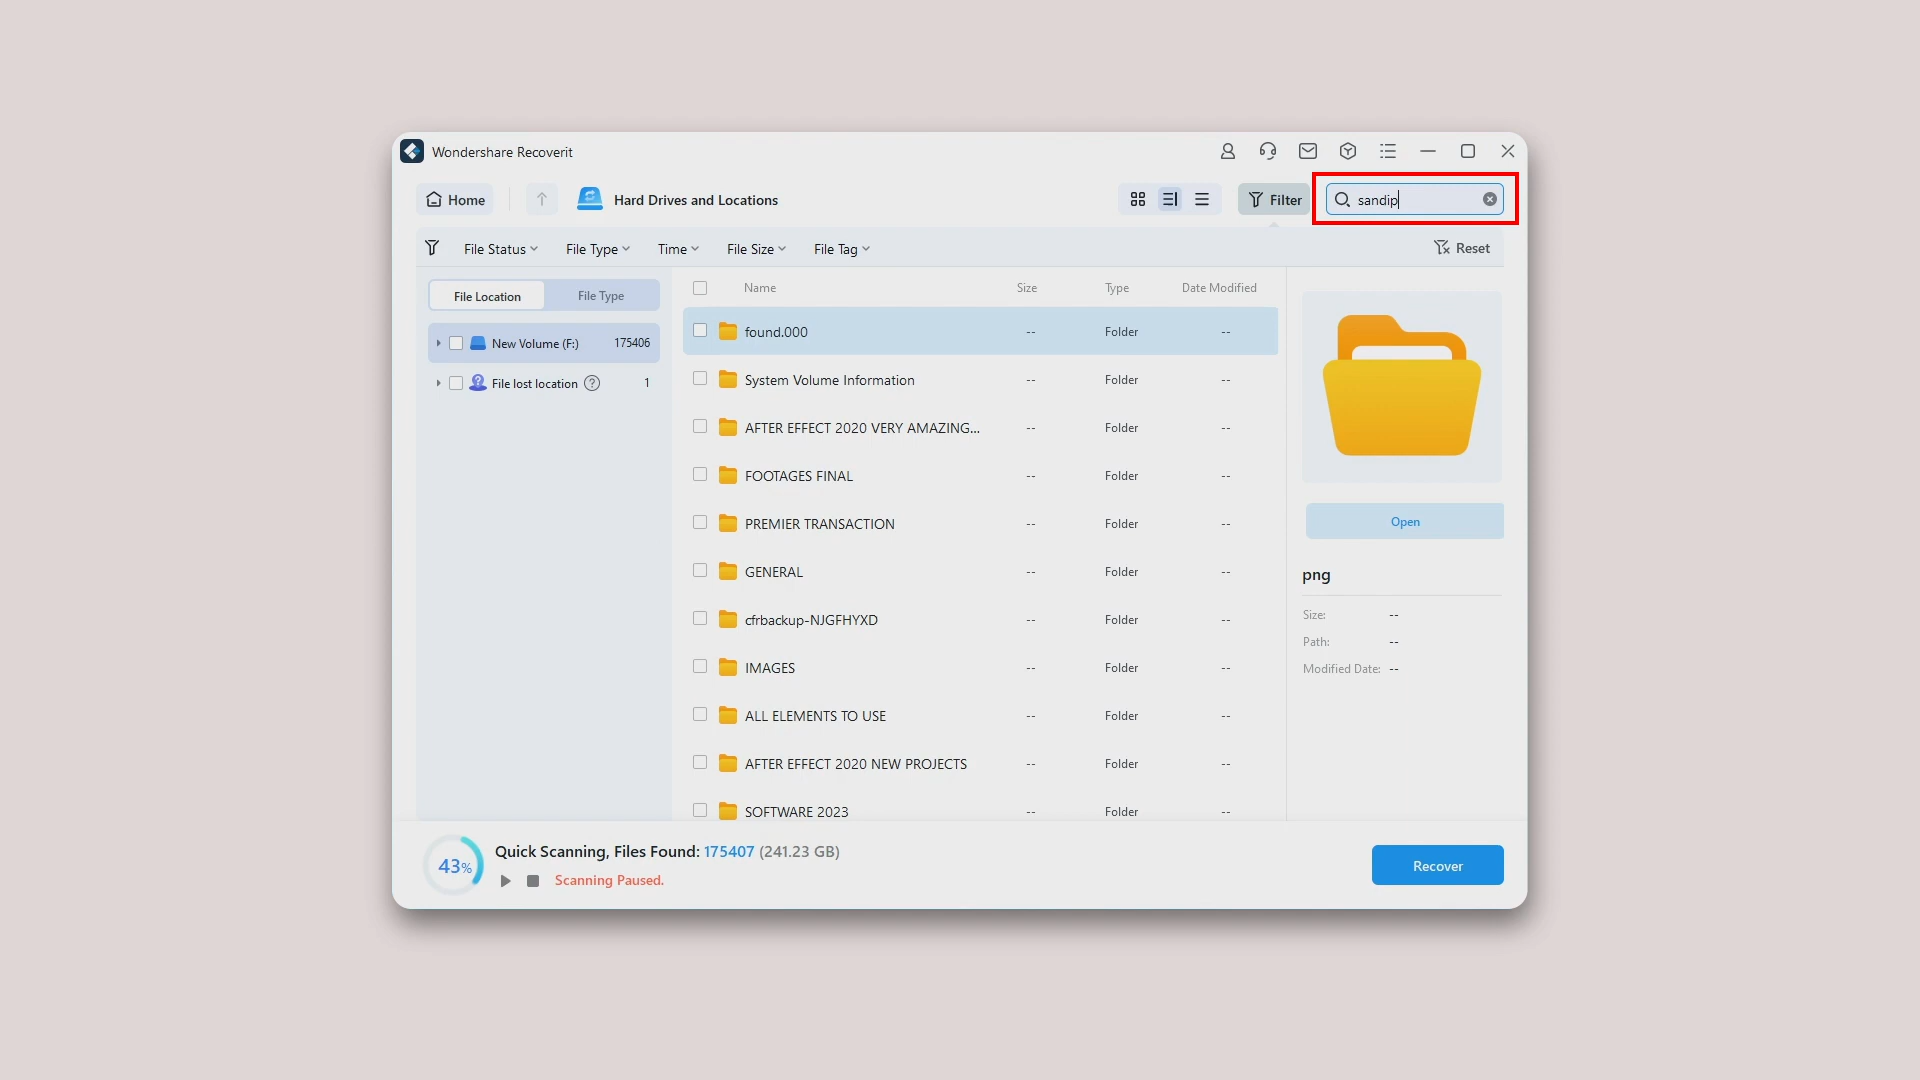 Wondershare Recoverit
Home
Hard Drives and Locations
Filter
sandip
File Status
File Type
Time
File Size
File Tag
Reset
File Location
File Type
Name
Size
Type
Date Modified
New Volume (F:)
175406
File lost location
?
1
found.000
--
Folder
--
System Volume Information
--
Folder
--
AFTER EFFECT 2020 VERY AMAZING...
--
Folder
--
FOOTAGES FINAL
--
Folder
--
PREMIER TRANSACTION
--
Folder
--
GENERAL
--
Folder
--
cfrbackup-NJGFHYXD
--
Folder
--
IMAGES
--
Folder
--
ALL ELEMENTS TO USE
--
Folder
--
AFTER EFFECT 2020 NEW PROJECTS
--
Folder
--
SOFTWARE 2023
--
Folder
--
Open
png
Size: --
Path: --
Modified Date: --
43%
Quick Scanning, Files Found: 175407 (241.23 GB)
Scanning Paused.
Recover